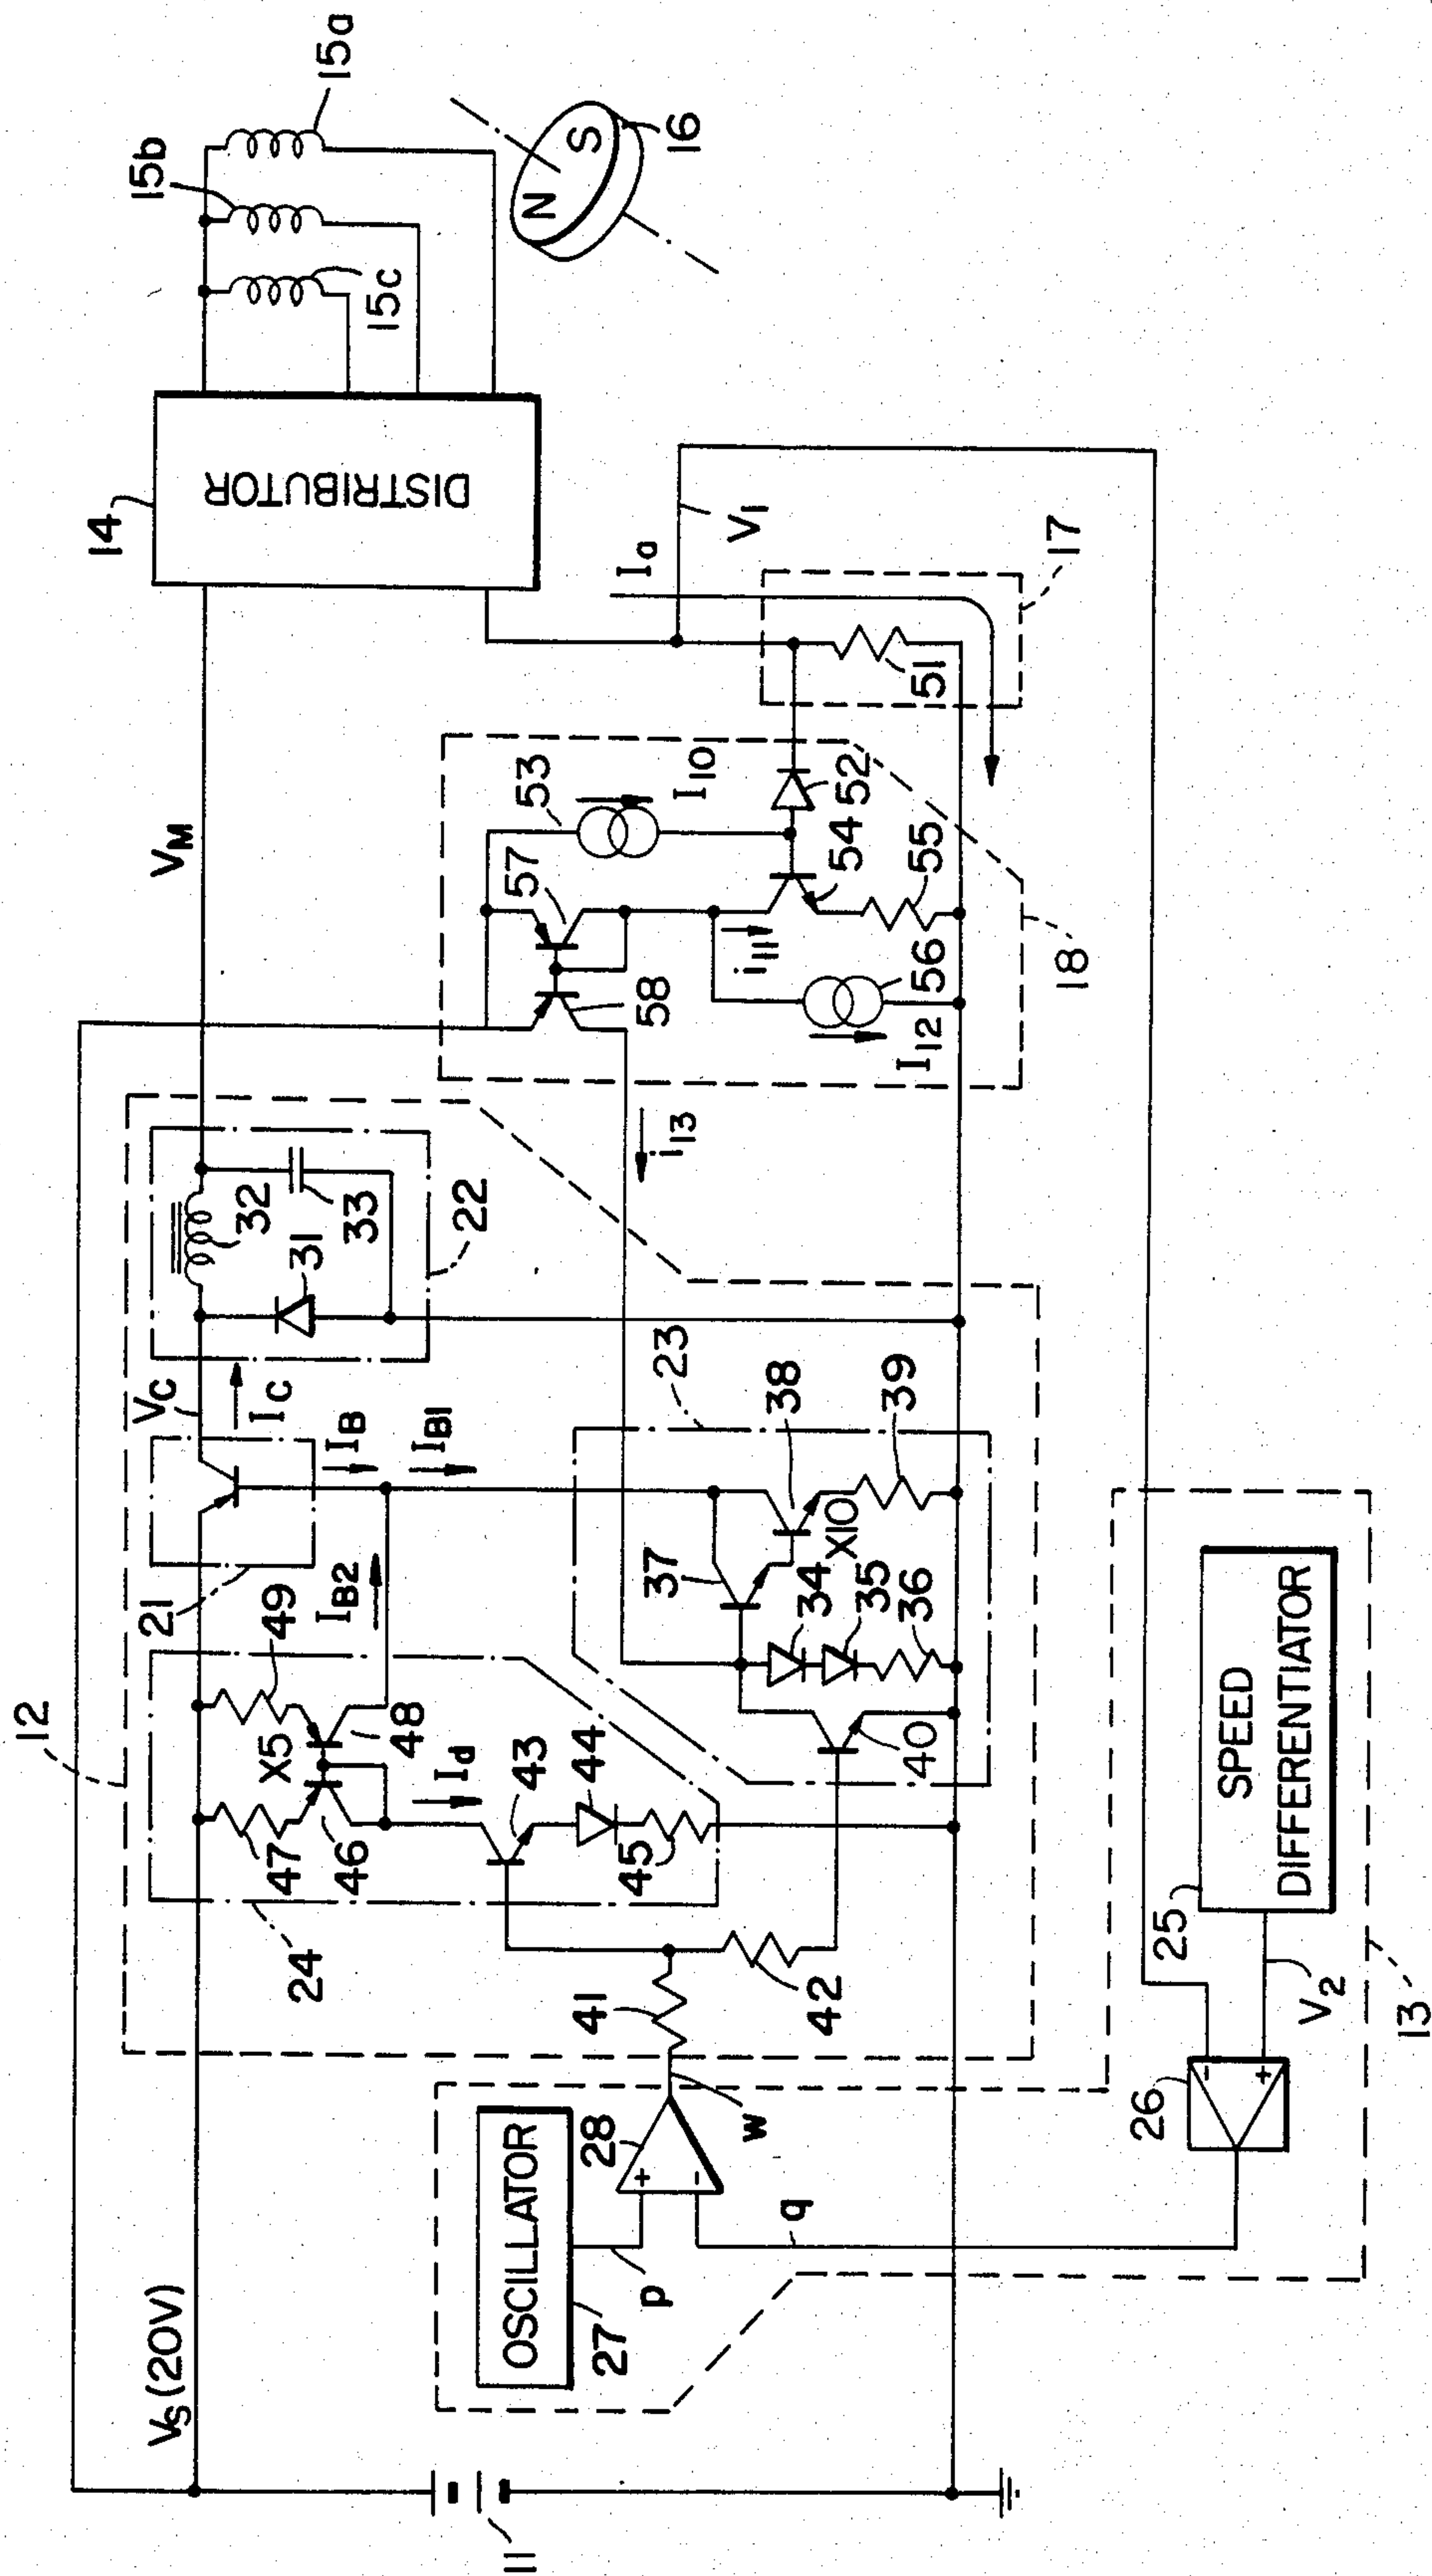 11
VS (20V)
12
24
47
X5
46
49
48
IB2
21
VC
IC
IB
IB1
32
31
33
22
VM
14
DISTRIBUTOR
15b
15a
15c
N
S
16
OSCILLATOR
27
p
28
+
-
w
q
41
42
43
44
45
Id
37
34
35
36
X10
38
39
40
23
i13
58
57
53
I10
i11
54
52
55
56
I12
18
51
Ia
V1
17
26
-
+
25
V2
SPEED
DIFFERENTIATOR
13